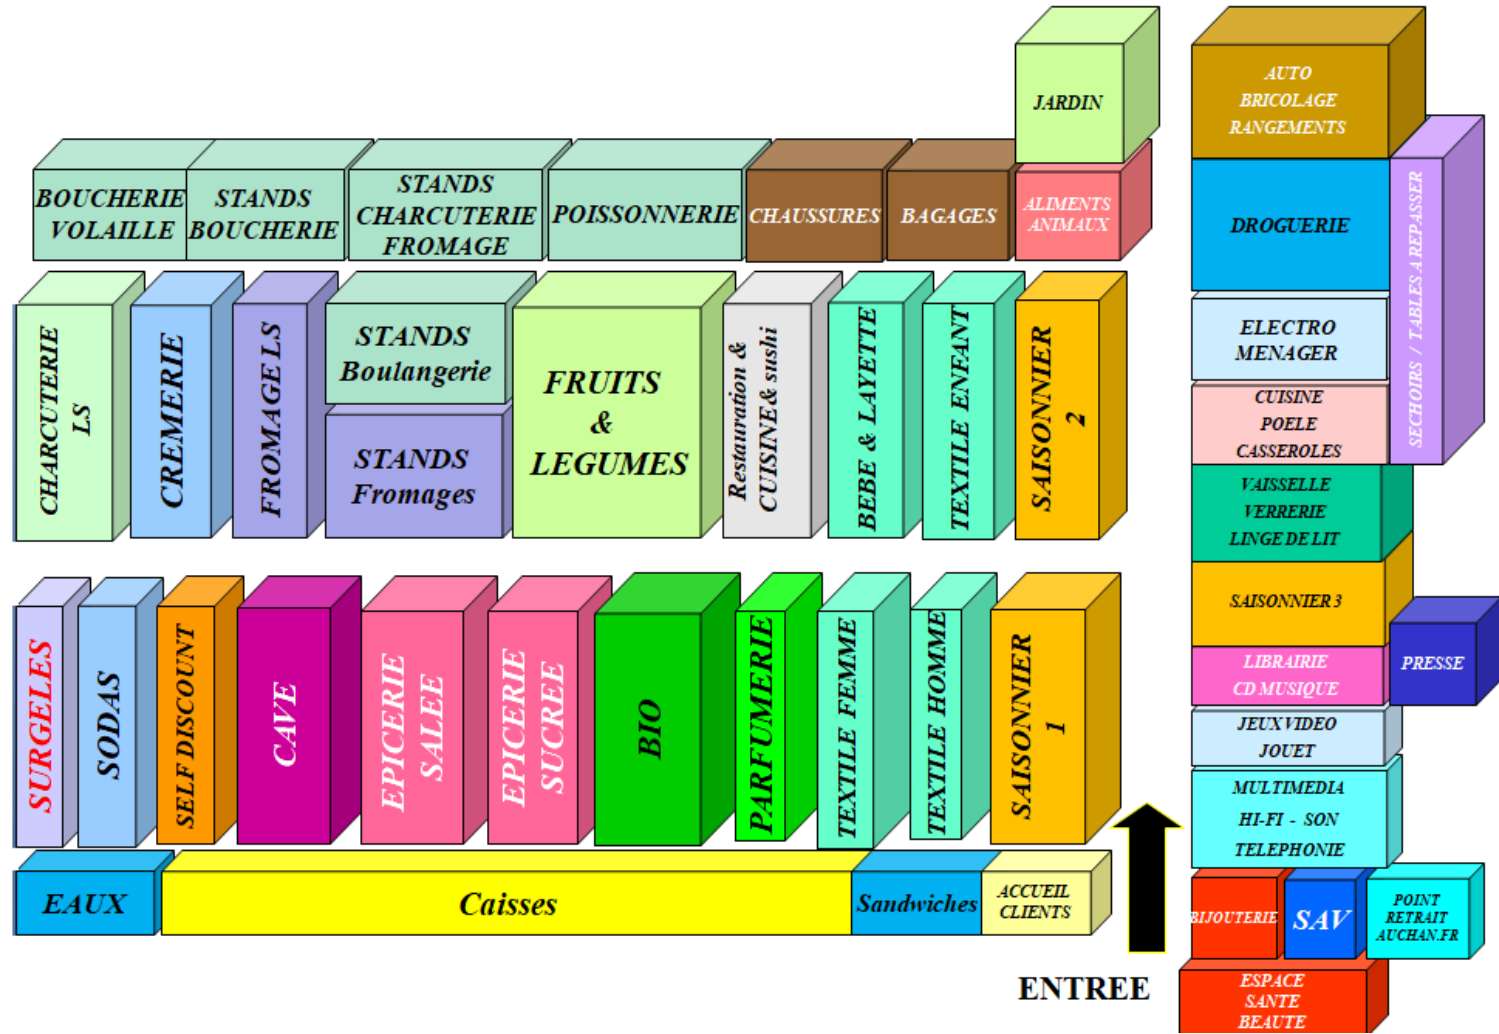 JARDIN
AUTO
BRICOLAGE
RANGEMENTS
BOUCHERIE
VOLAILLE
STANDS
BOUCHERIE
STANDS
CHARCUTERIE
FROMAGE
POISSONNERIE
CHAUSSURES
BAGAGES
ALIMENTS
ANIMAUX
DROGUERIE
SECHOIRS / TABLES A REPASSER
CHARCUTERIE
LS
CREMERIE
FROMAGE LS
STANDS
Boulangerie
STANDS
Fromages
FRUITS
&
LEGUMES
Restauration &
CUISINE& sushi
BEBE & LAYETTE
TEXTILE ENFANT
SAISONNIER
2
ELECTRO
MENAGER
CUISINE
POELE
CASSEROLES
VAISSELLE
VERRERIE
LINGE DE LIT
SAISONNIER 3
LIBRAIRIE
CD MUSIQUE
PRESSE
JEUX VIDEO
JOUET
MULTIMEDIA
HI-FI - SON
TELEPHONIE
SURGELES
SODAS
SELF DISCOUNT
CAVE
EPICERIE
SALEE
EPICERIE
SUCREE
BIO
PARFUMERIE
TEXTILE FEMME
TEXTILE HOMME
SAISONNIER
1
EAUX
Caisses
Sandwiches
ACCUEIL
CLIENTS
BIJOUTERIE
SAV
POINT
RETRAIT
AUCHAN.FR
ENTREE
ESPACE
SANTE
BEAUTE